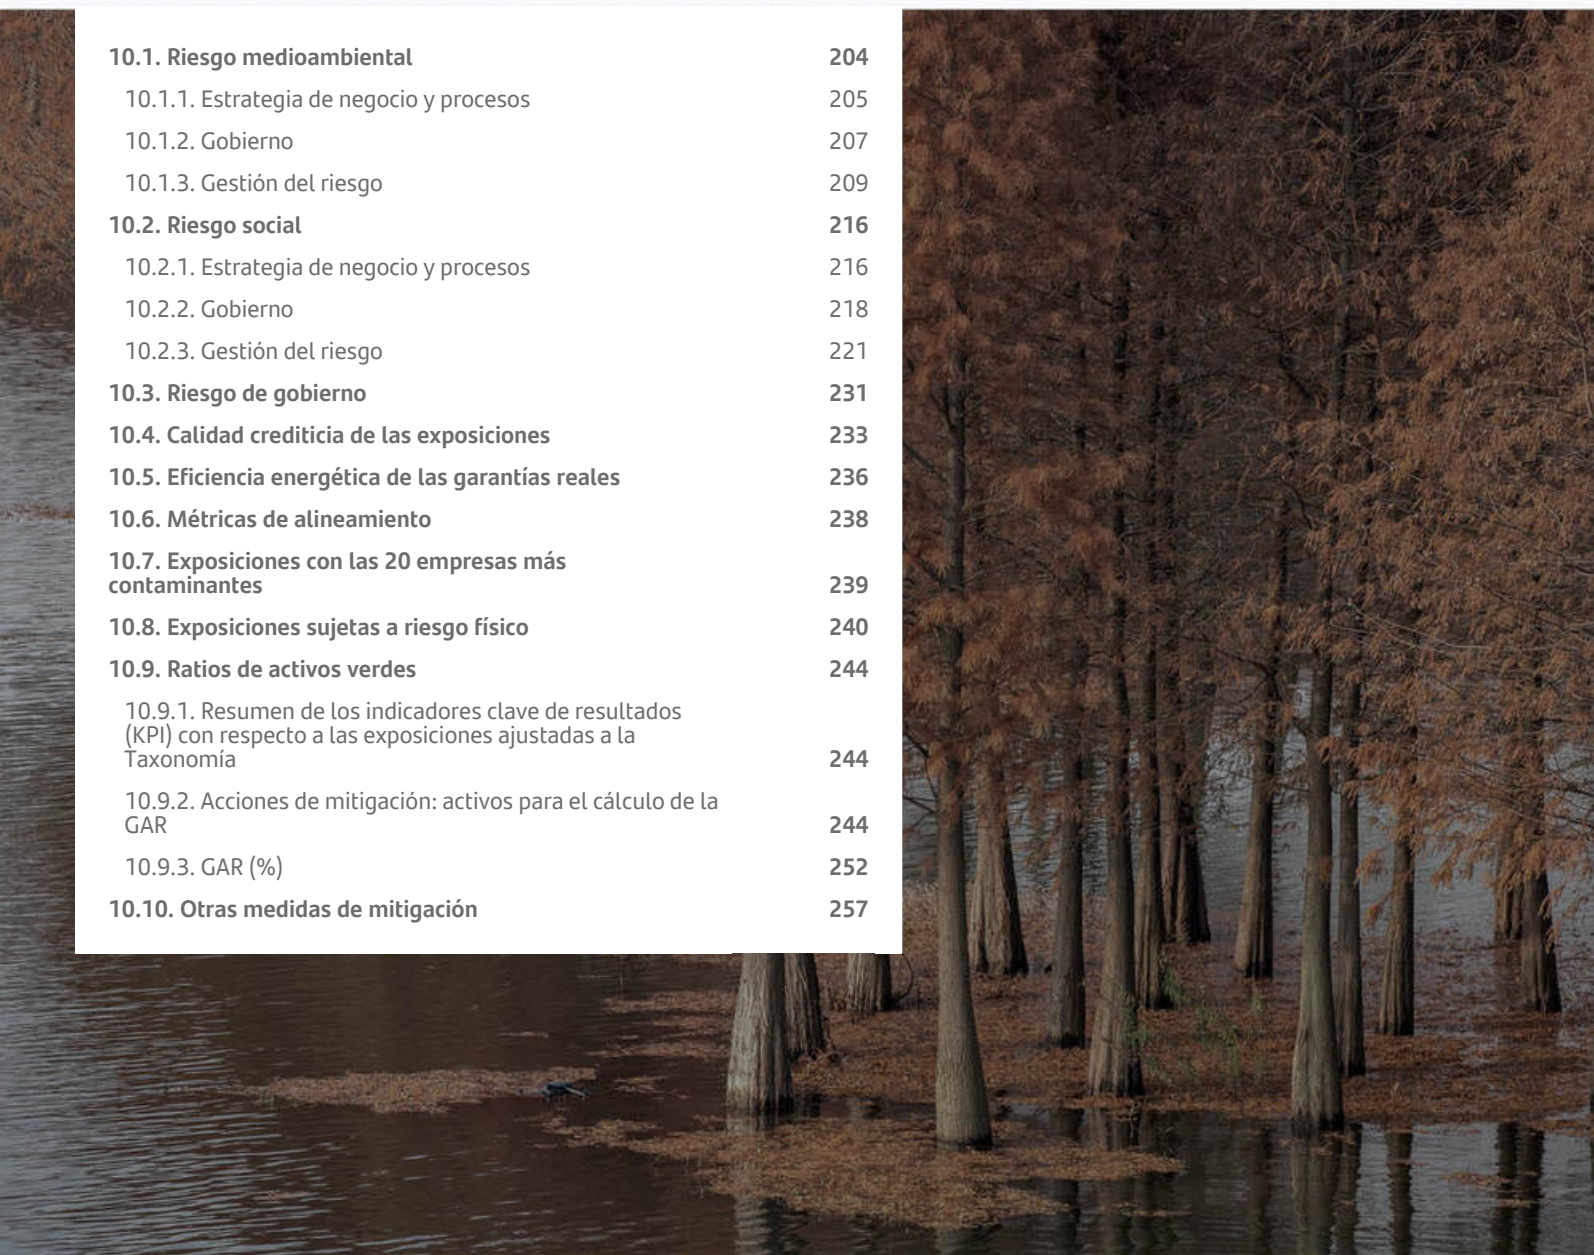 10.1. Riesgo medioambiental 204
10.1.1. Estrategia de negocio y procesos 205
10.1.2. Gobierno 207
10.1.3. Gestión del riesgo 209
10.2. Riesgo social 216
10.2.1. Estrategia de negocio y procesos 216
10.2.2. Gobierno 218
10.2.3. Gestión del riesgo 221
10.3. Riesgo de gobierno 231
10.4. Calidad crediticia de las exposiciones 233
10.5. Eficiencia energética de las garantías reales 236
10.6. Métricas de alineamiento 238
10.7. Exposiciones con las 20 empresas más
contaminantes 239
10.8. Exposiciones sujetas a riesgo físico 240
10.9. Ratios de activos verdes 244
10.9.1. Resumen de los indicadores clave de resultados
(KPI) con respecto a las exposiciones ajustadas a la
Taxonomía 244
10.9.2. Acciones de mitigación: activos para el cálculo de la
GAR 244
10.9.3. GAR (%) 252
10.10. Otras medidas de mitigación 257